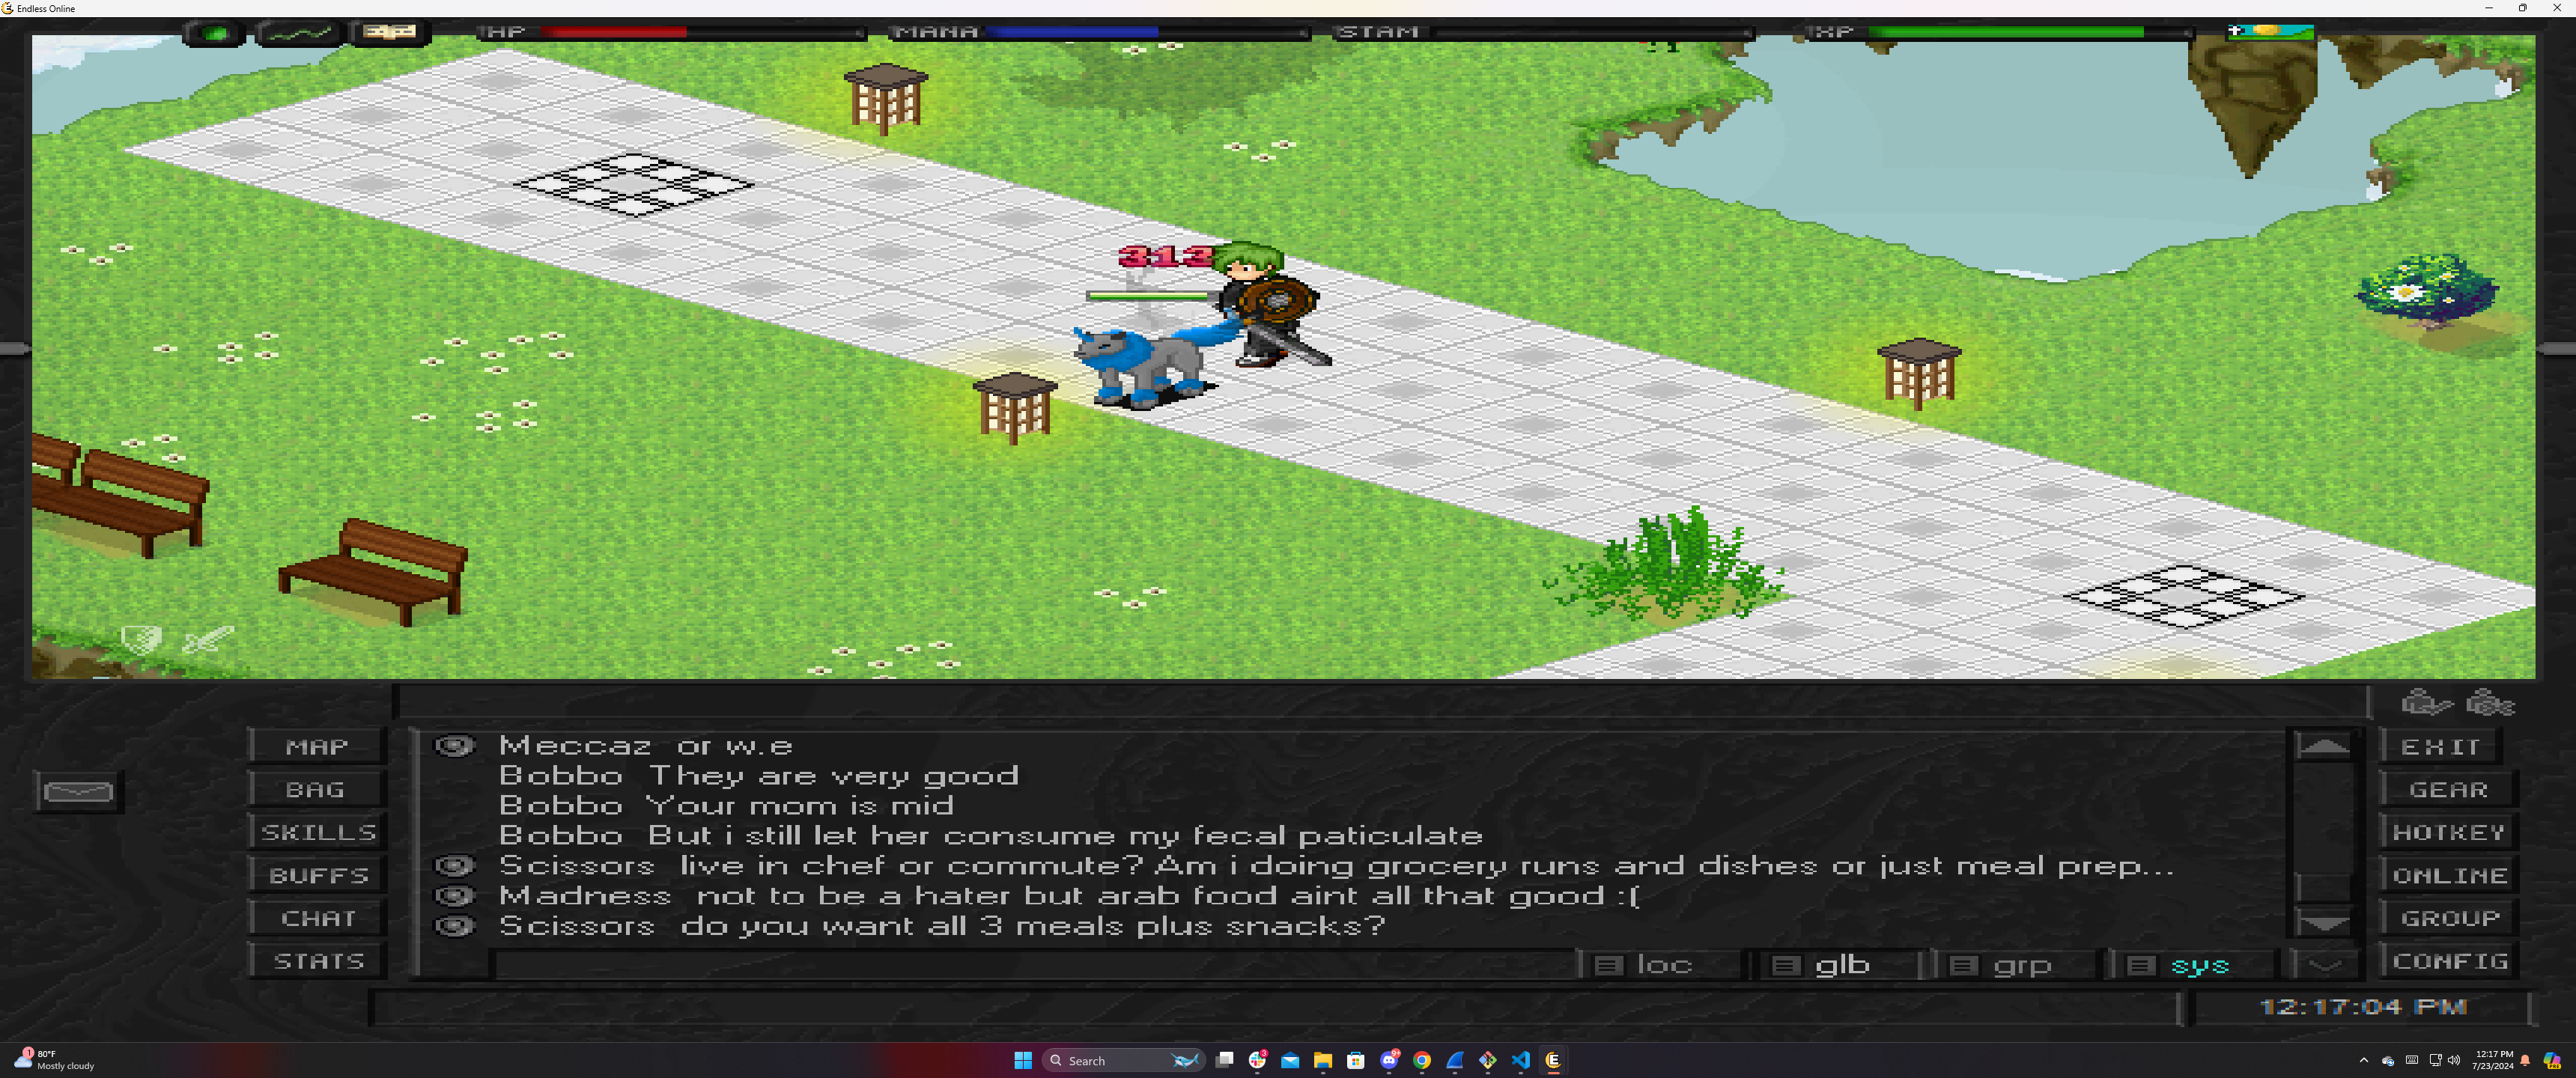 Endless Online
HP
MANA
STAM
XP
313
MAP
BAG
SKILLS
BUFFS
CHAT
STATS
Meccaz or w.e
Bobbo They are very good
Bobbo Your mom is mid
Bobbo But i still let her consume my fecal paticulate
Scissors live in chef or commute? Am i doing grocery runs and dishes or just meal prep...
Madness not to be a hater but arab food aint all that good :(
Scissors do you want all 3 meals plus snacks?
loc
glb
grp
sys
EXIT
GEAR
HOTKEY
ONLINE
GROUP
CONFIG
12:17:04 PM
1
80°F
Mostly cloudy
Search
3
9+
12:17 PM
7/23/2024